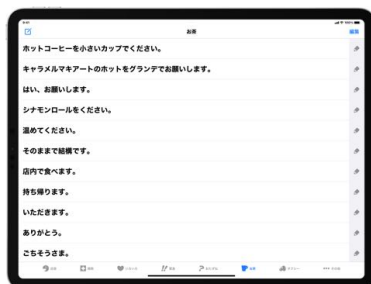 お茶
編集
ホットコーヒーを小さいカップでください。
キャラメルマキアートのホットをグランデでお願いします。
はい、お願いします。
シナモンロールをください。
温めてください。
そのままで結構です。
店内で食べます。
持ち帰ります。
いただきます。
ありがとう。
ごちそうさま。